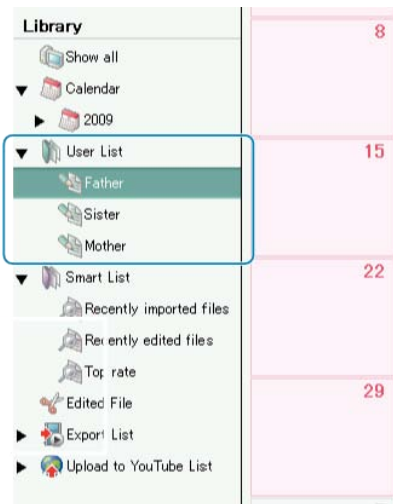 Library
Show all
Calendar
2009
User List
Father
Sister
Mother
Smart List
Recently imported files
Recently edited files
Top rate
Edited File
Export List
Upload to YouTube List
8
15
22
29